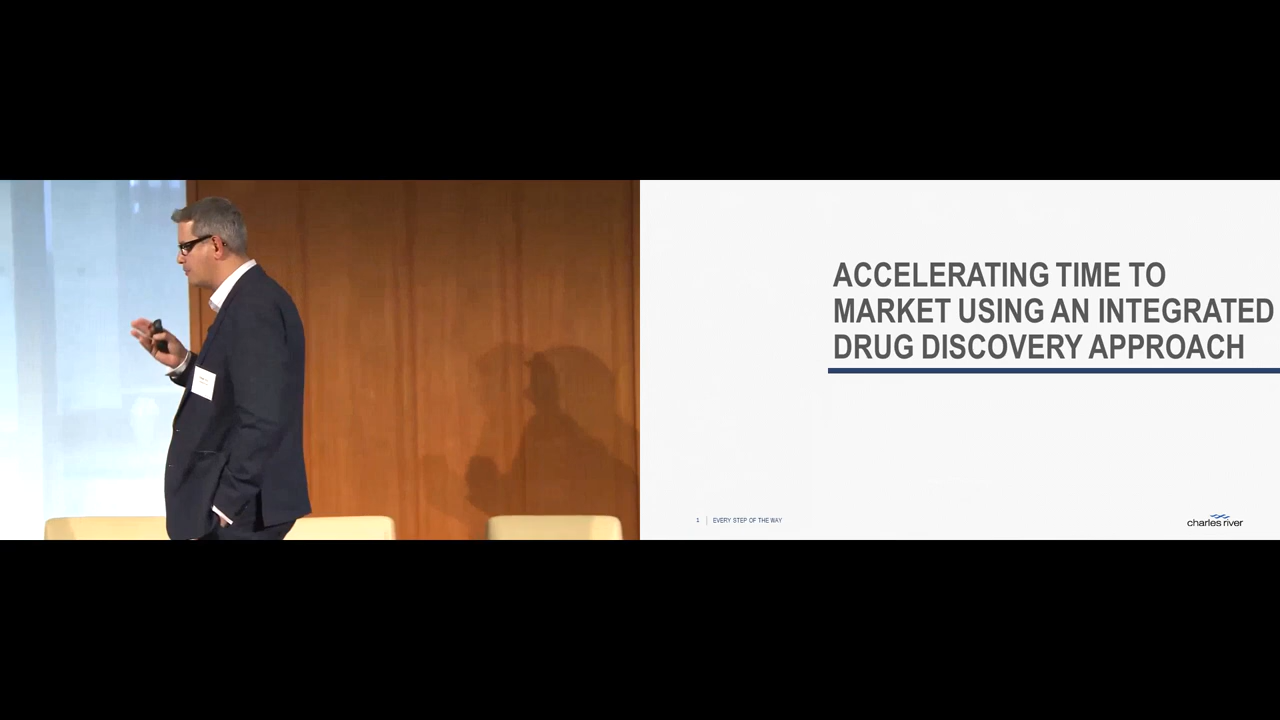 ACCELERATING TIME TO
MARKET USING AN INTEGRATED
DRUG DISCOVERY APPROACH
1 | EVERY STEP OF THE WAY
charles river